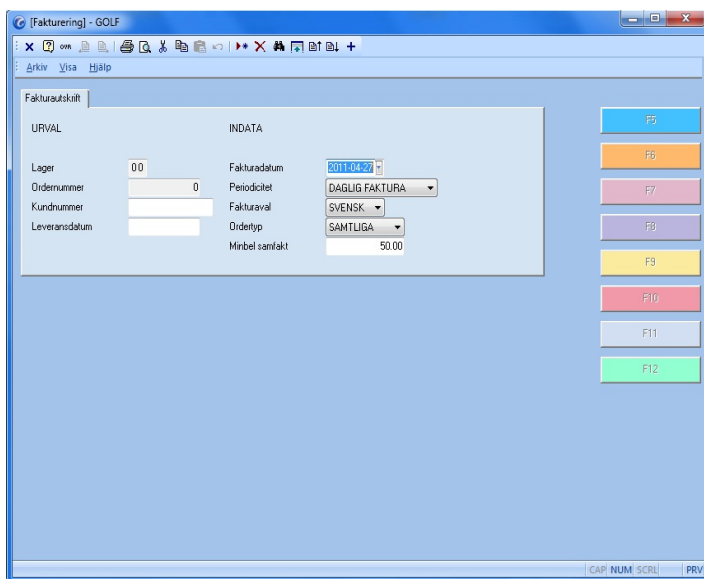 [Fakturering] - GOLF
OVR
Arkiv Visa Hjälp
Fakturautskrift
URVAL INDATA
Lager 00 Fakturadatum 2011-04-27
Ordernummer 0 Periodicitet DAGLIG FAKTURA
Kundnummer Fakturaval SVENSK
Leveransdatum Ordertyp SAMTLIGA
Minbel samfakt 50.00
F5
F6
F7
F8
F9
F10
F11
F12
CAP NUM SCRL PRV